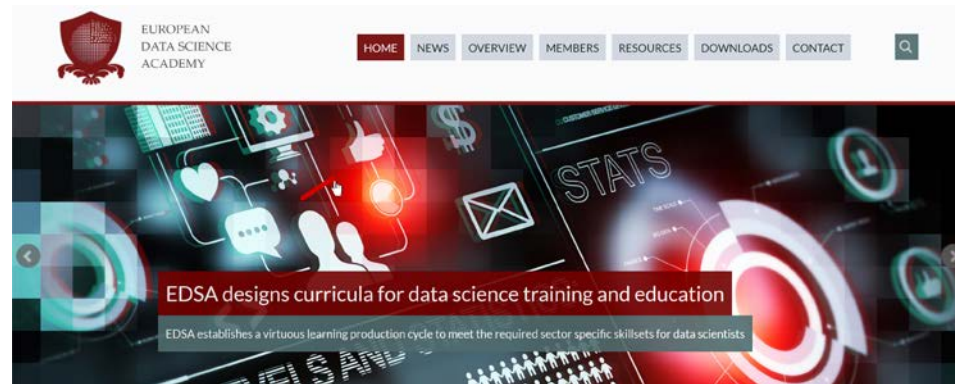 EUROPEAN
DATA SCIENCE
ACADEMY
HOME NEWS OVERVIEW MEMBERS RESOURCES DOWNLOADS CONTACT
STATS
EDSA designs curricula for data science training and education
EDSA establishes a virtuous learning production cycle to meet the required sector specific skillsets for data scientists